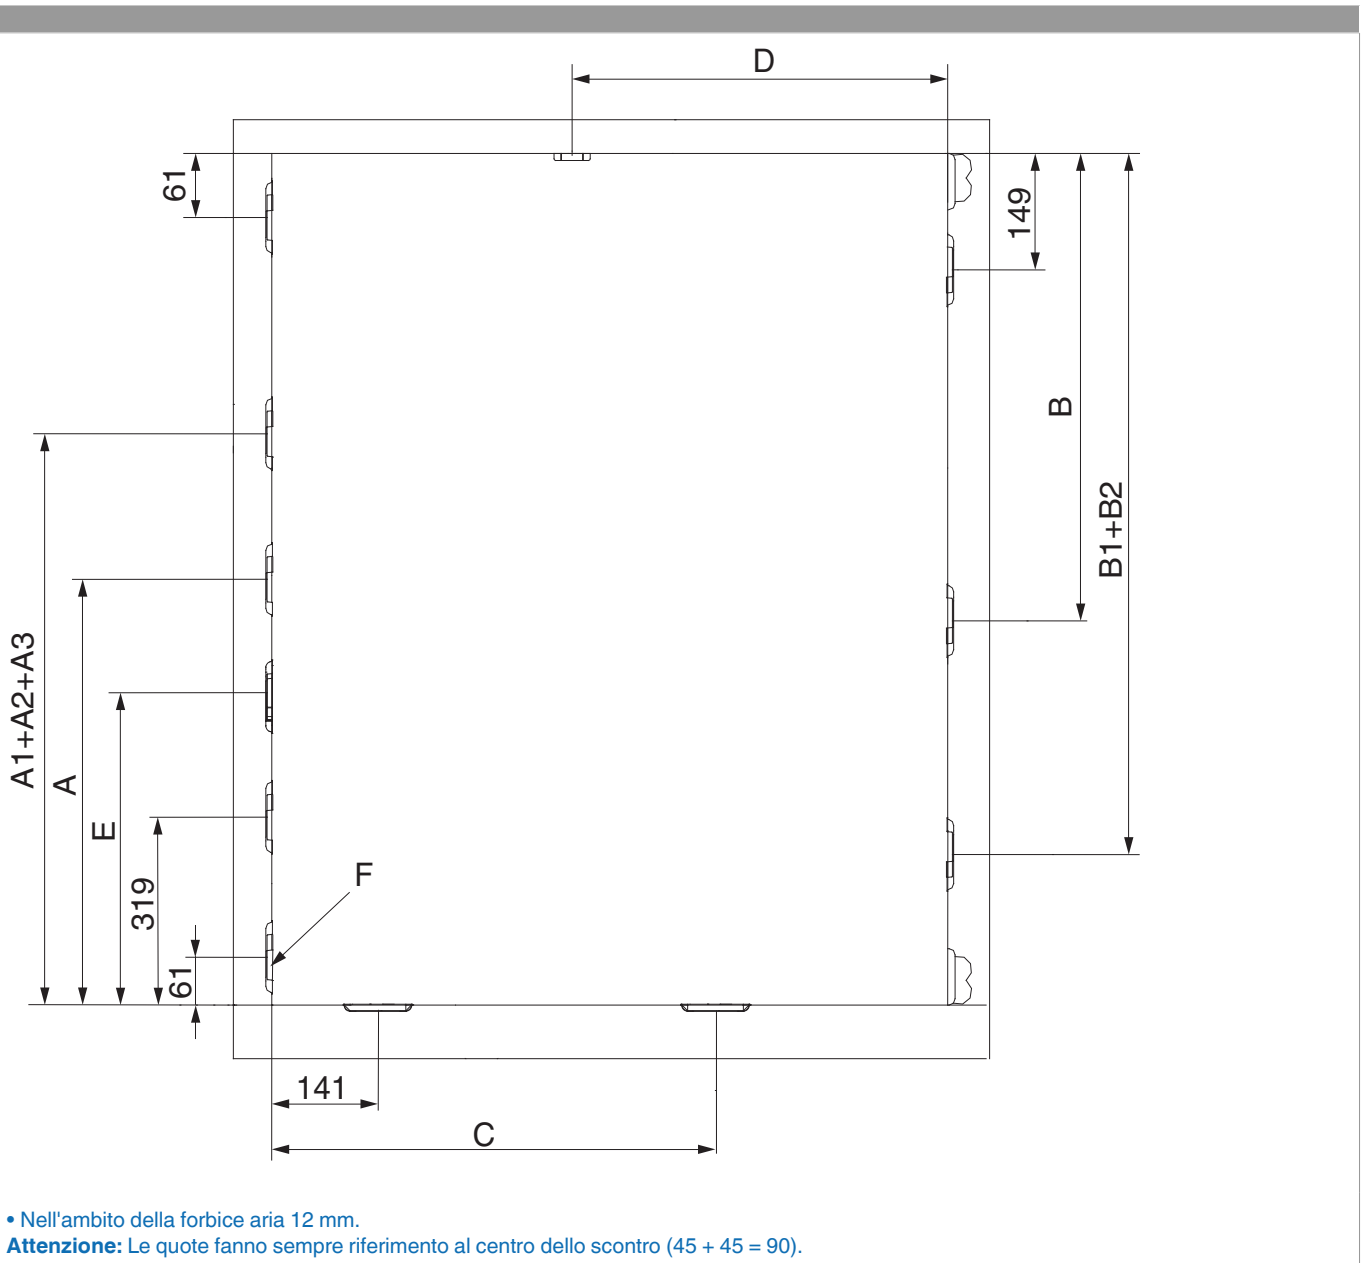 D
61
149
B
B1+B2
A1+A2+A3
A
E
319
F
61
141
C
• Nell'ambito della forbice aria 12 mm.
Attenzione: Le quote fanno sempre riferimento al centro dello scontro (45 + 45 = 90).